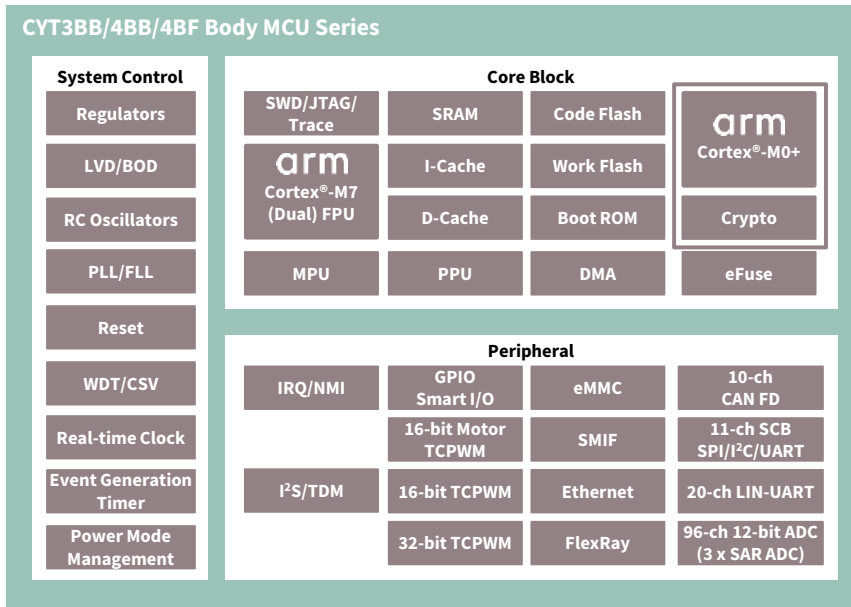 CYT3BB/4BB/4BF Body MCU Series
System Control
Regulators
LVD/BOD
RC Oscillators
PLL/FLL
Reset
WDT/CSV
Real-time Clock
Event Generation
Timer
Power Mode
Management
Core Block
SWD/JTAG/
Trace
SRAM
Code Flash
arm
Cortex®-M0+
arm
Cortex®-M7
(Dual) FPU
I-Cache
Work Flash
D-Cache
Boot ROM
Crypto
MPU
PPU
DMA
eFuse
Peripheral
IRQ/NMI
GPIO
Smart I/O
eMMC
10-ch
CAN FD
16-bit Motor
TCPWM
SMIF
11-ch SCB
SPI/I²C/UART
I²S/TDM
16-bit TCPWM
Ethernet
20-ch LIN-UART
32-bit TCPWM
FlexRay
96-ch 12-bit ADC
(3 x SAR ADC)